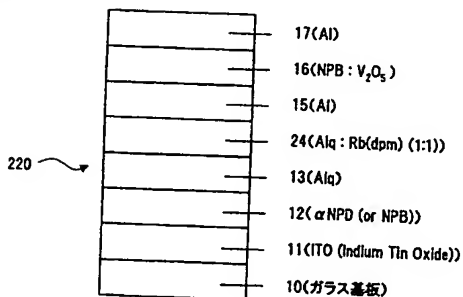 17(Al)
16(NPB : V₂O₅)
15(Al)
24(Alq : Rb(dpm) (1:1))
220
13(Alq)
12(αNPD (or NPB))
11(ITO (Indium Tin Oxide))
10(ガラス基板)